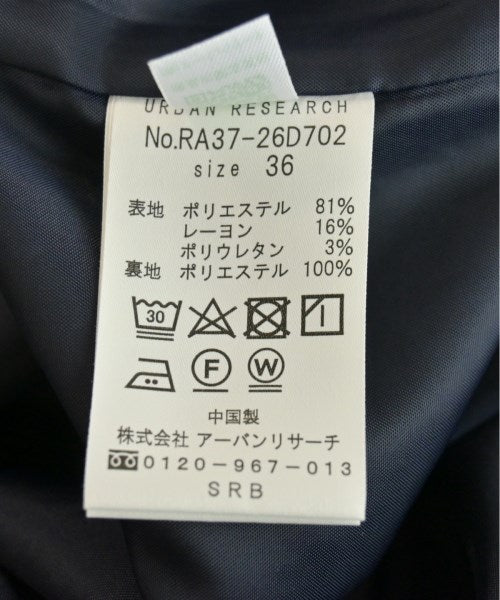 URBAN RESEARCH
No.RA37-26D702
size 36
表地 ポリエステル 81%
レーヨン 16%
ポリウレタン 3%
裏地 ポリエステル 100%
30
F W
中国製
株式会社 アーバンリサーチ
0120-967-013
SRB